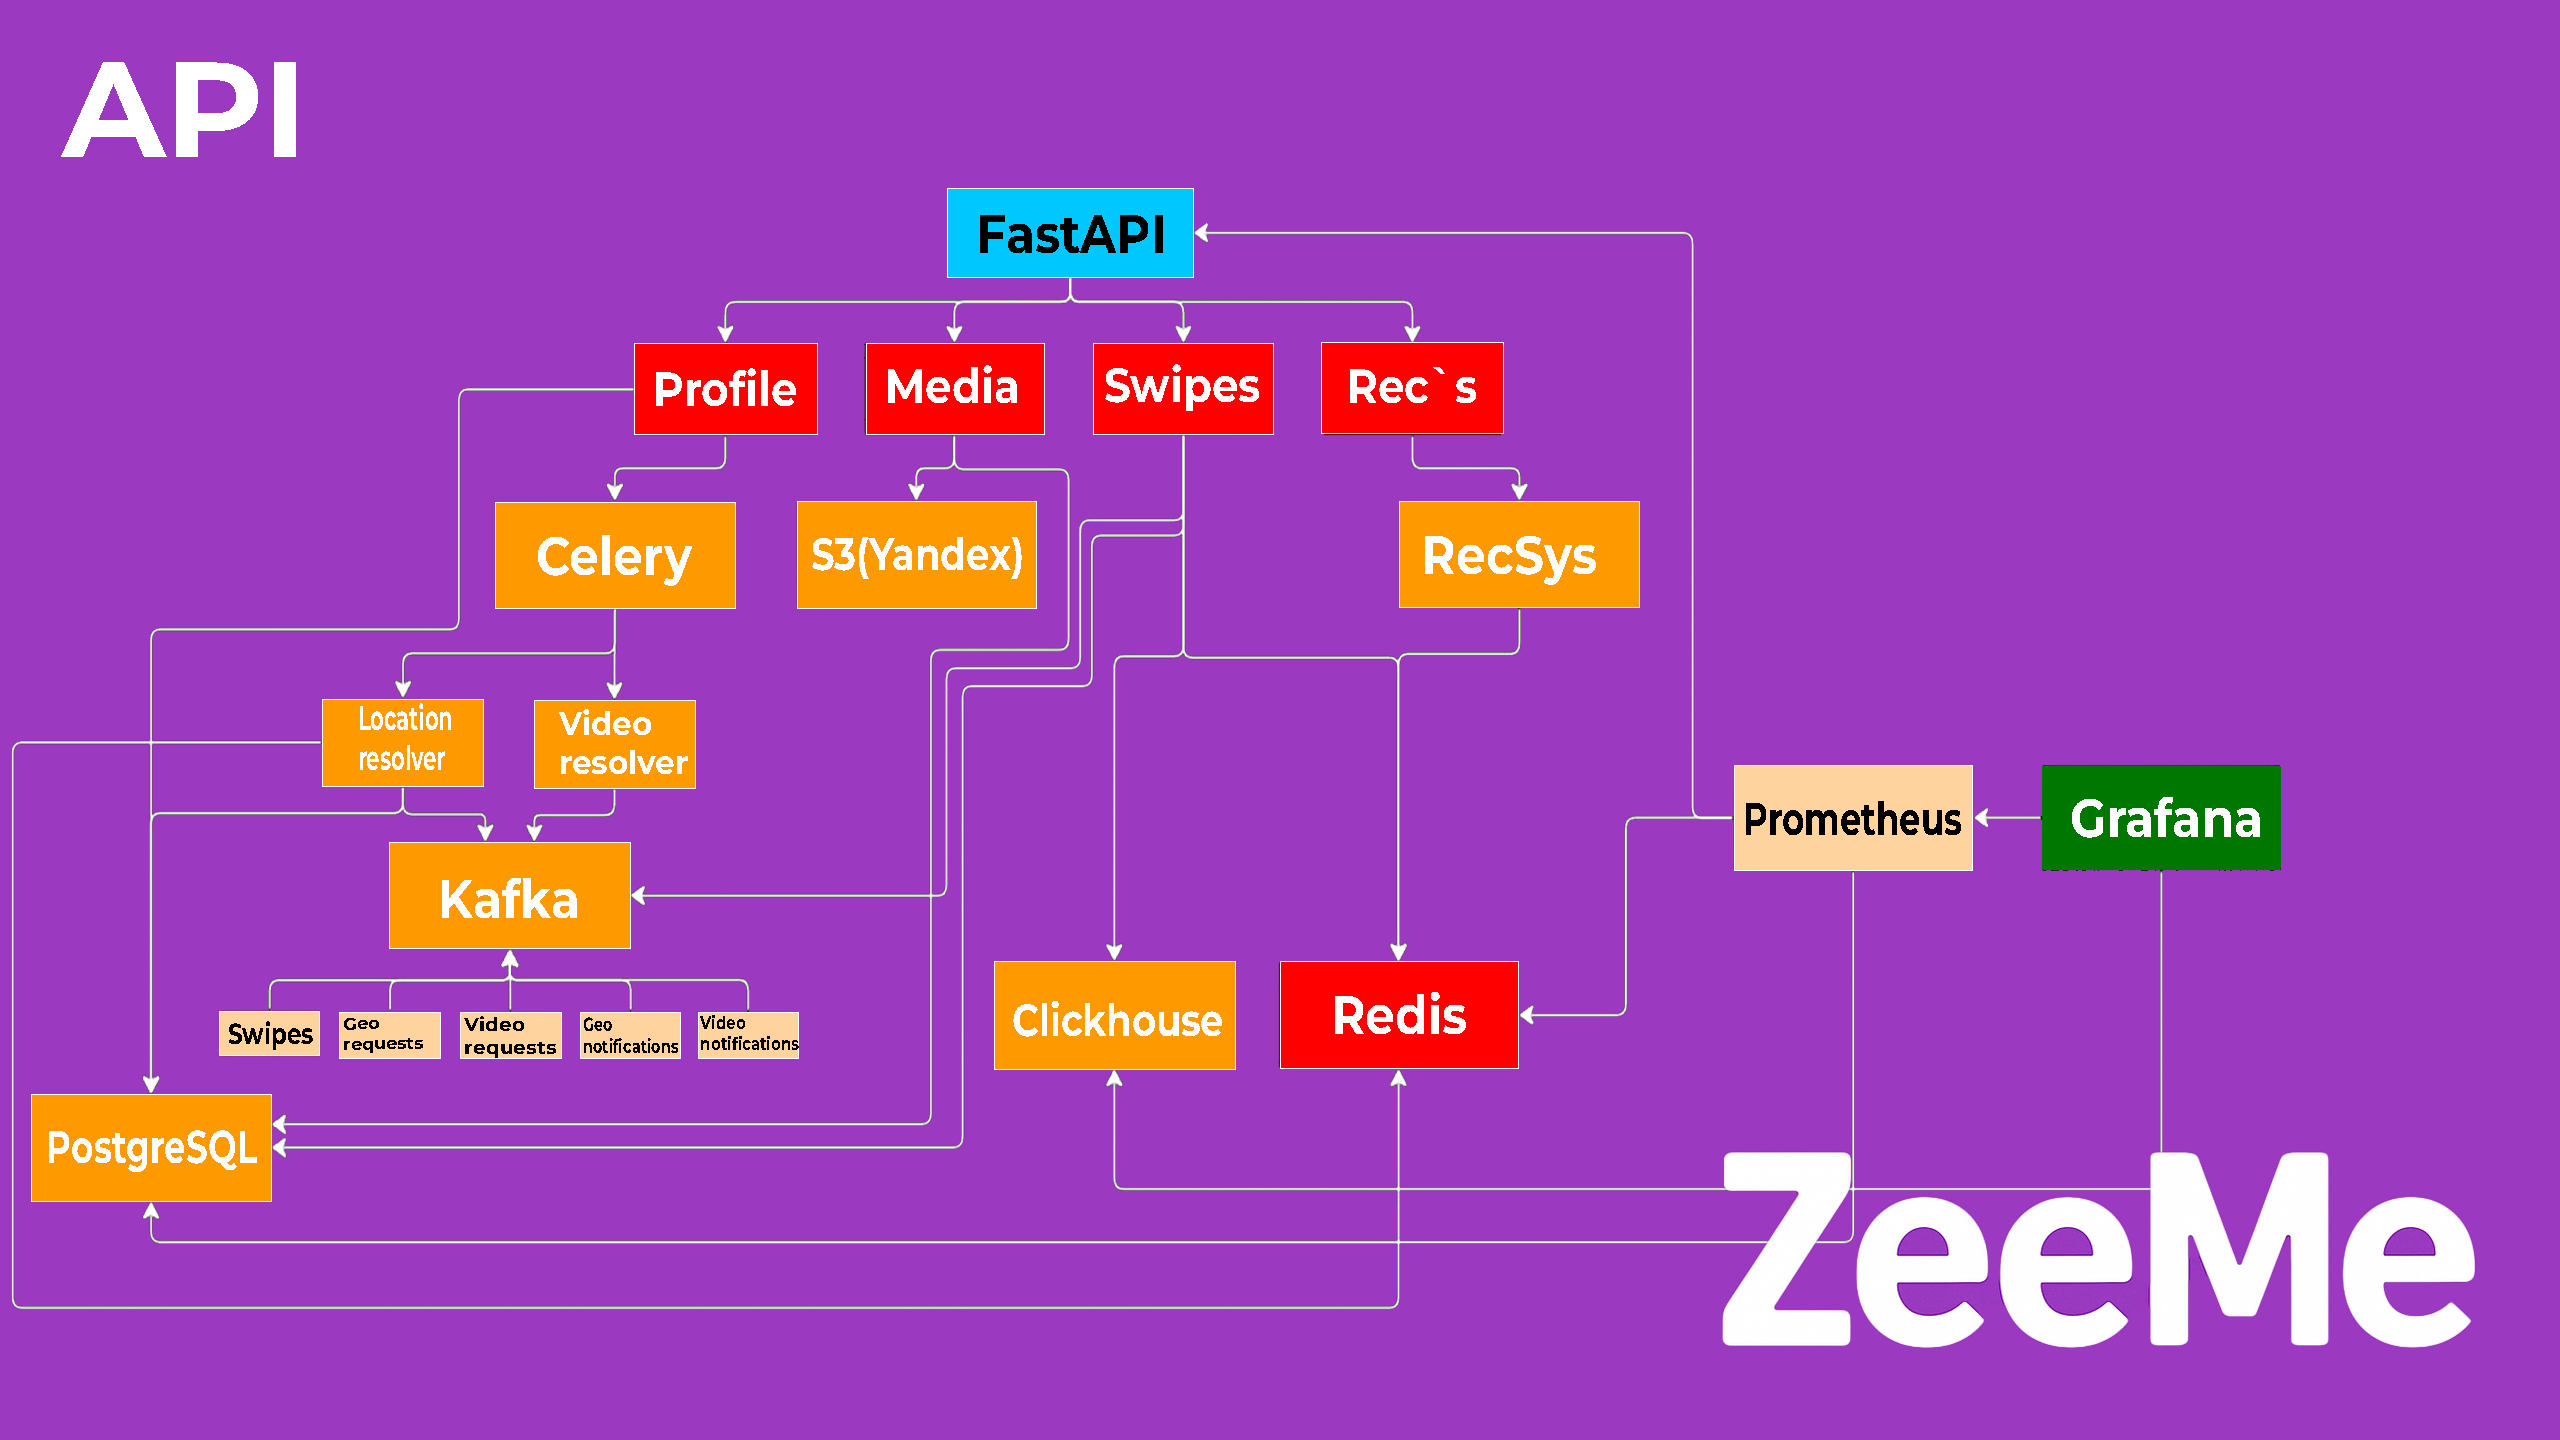 API
FastAPI
Profile
Media
Swipes
Rec`s
Celery
S3(Yandex)
RecSys
Location
resolver
Video
resolver
Prometheus
Grafana
Kafka
Swipes
Geo
requests
Video
requests
Geo
notifications
Video
notifications
Clickhouse
Redis
PostgreSQL
ZeeMe